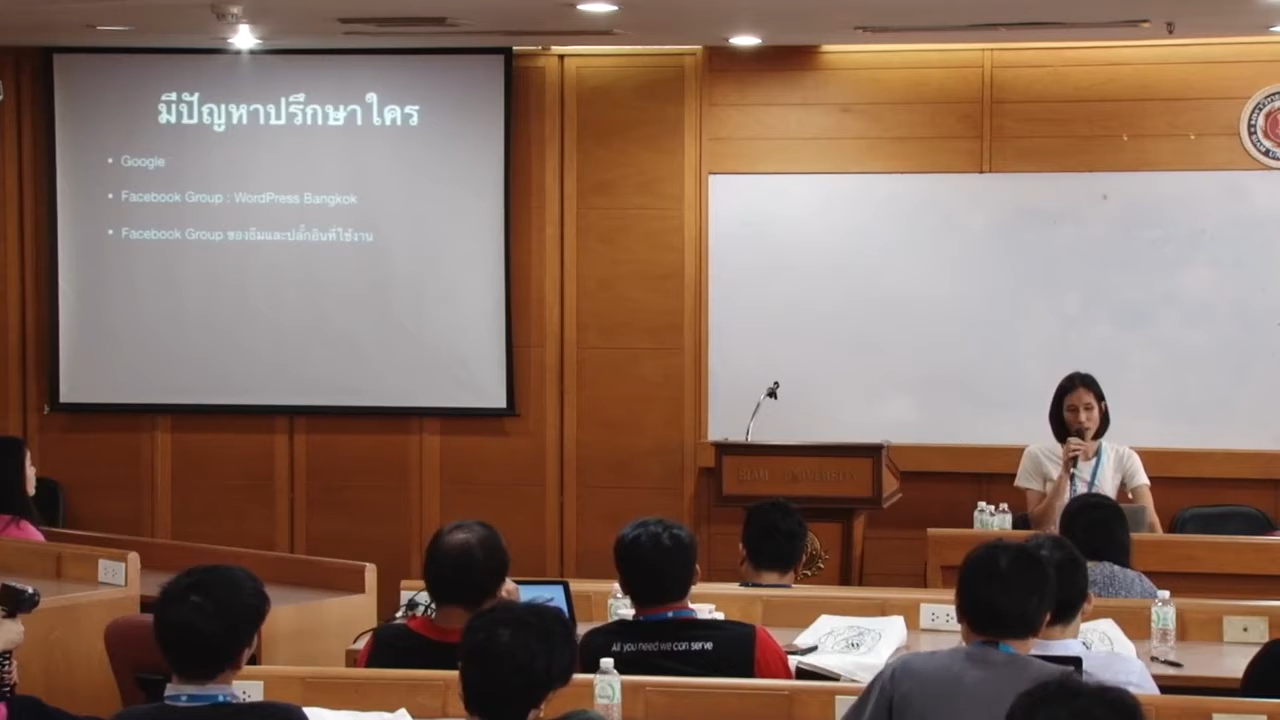 มีปัญหาปรึกษาใคร
• Google
• Facebook Group : WordPress Bangkok
• Facebook Group ของธีมและปลั๊กอินที่ใช้งาน
SIAM UNIVERSITY
All you need we can serve